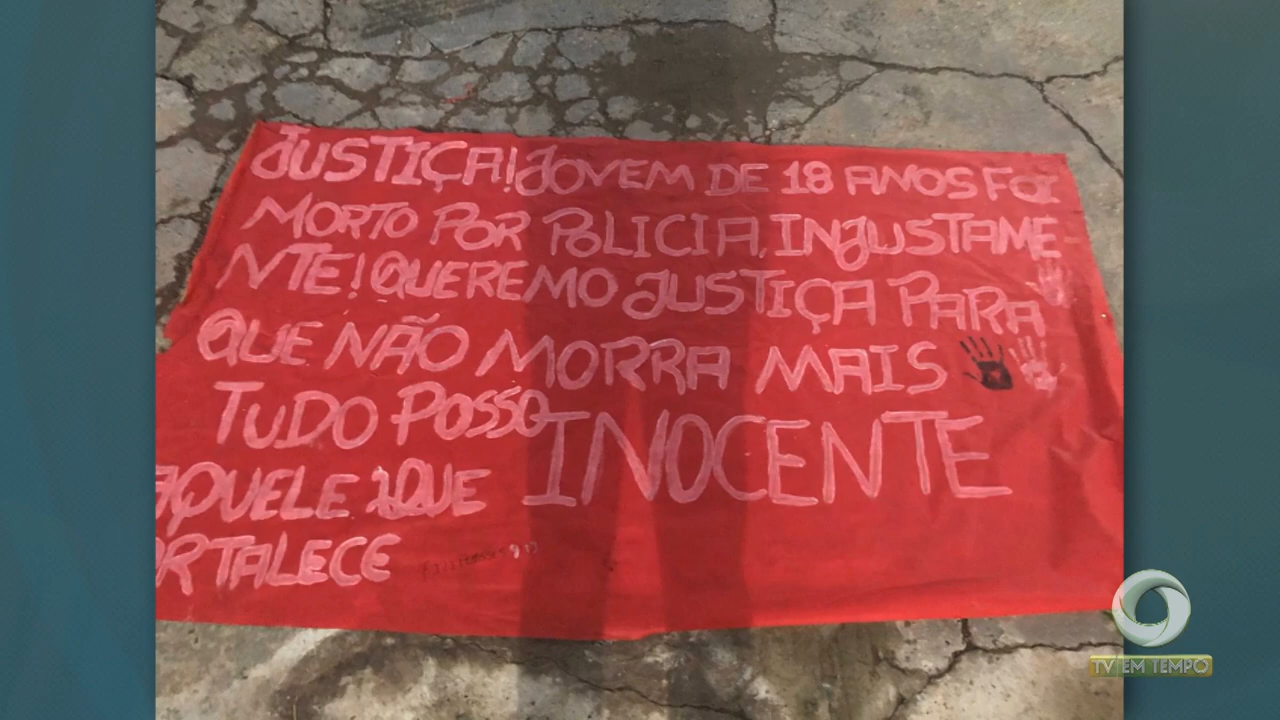 JUSTIÇA! JOVEM DE 18 ANOS FOI
MORTO POR POLICIA, INJUSTAME-
NTE! QUEREMO JUSTIÇA PARA
QUE NÃO MORRA MAIS
INOCENTE
TUDO POSSO
AQUELE QUE
ORTALECE
TV EM TEMPO